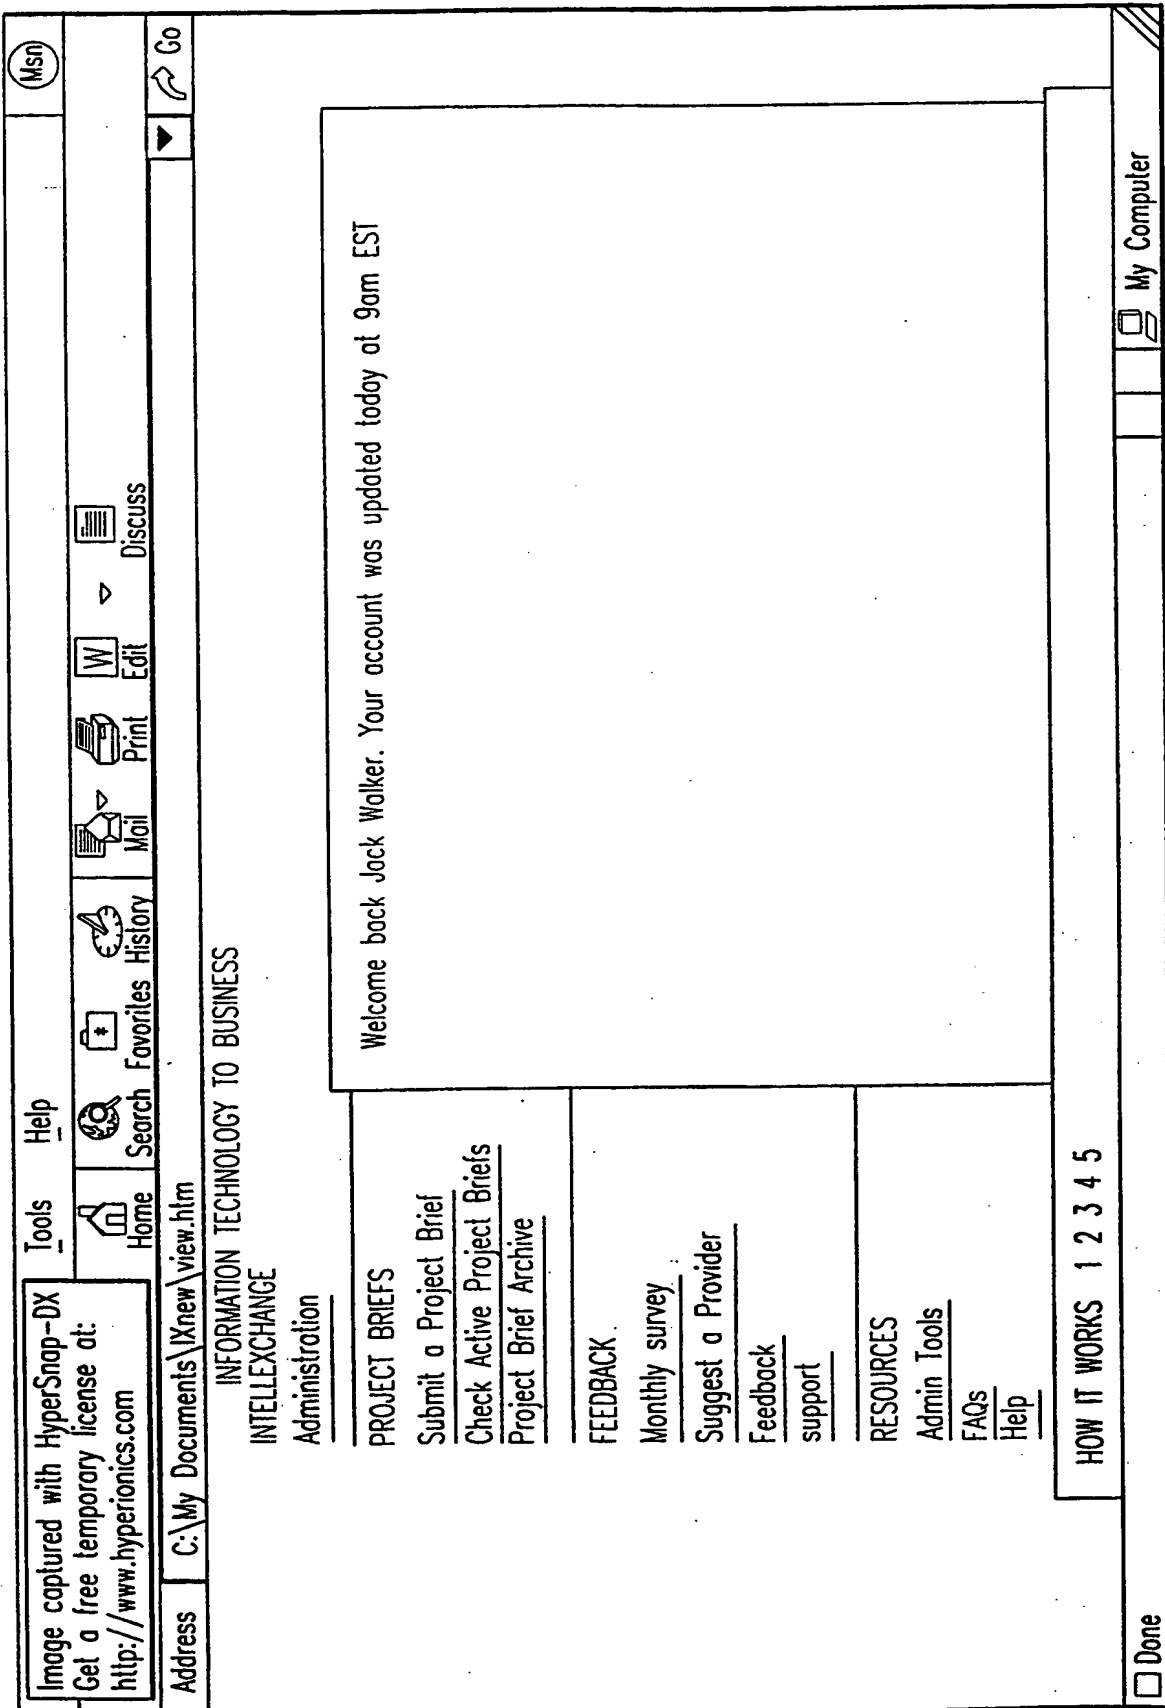 Image captured with HyperSnap-DX
Get a free temporary license at:
http://www.hyperionics.com
Tools Help
Msn
Home Search Favorites History Mail Print Edit Discuss
W
Address C:\My Documents\IXnew\view.htm Go
INFORMATION TECHNOLOGY TO BUSINESS
INTELLEXCHANGE
Administration
Welcome back Jack Walker. Your account was updated today at 9am EST
PROJECT BRIEFS
Submit a Project Brief
Check Active Project Briefs
Project Brief Archive
FEEDBACK
Monthly survey
Suggest a Provider
Feedback
support
RESOURCES
Admin Tools
FAQs
Help
HOW IT WORKS 1 2 3 4 5
Done
My Computer